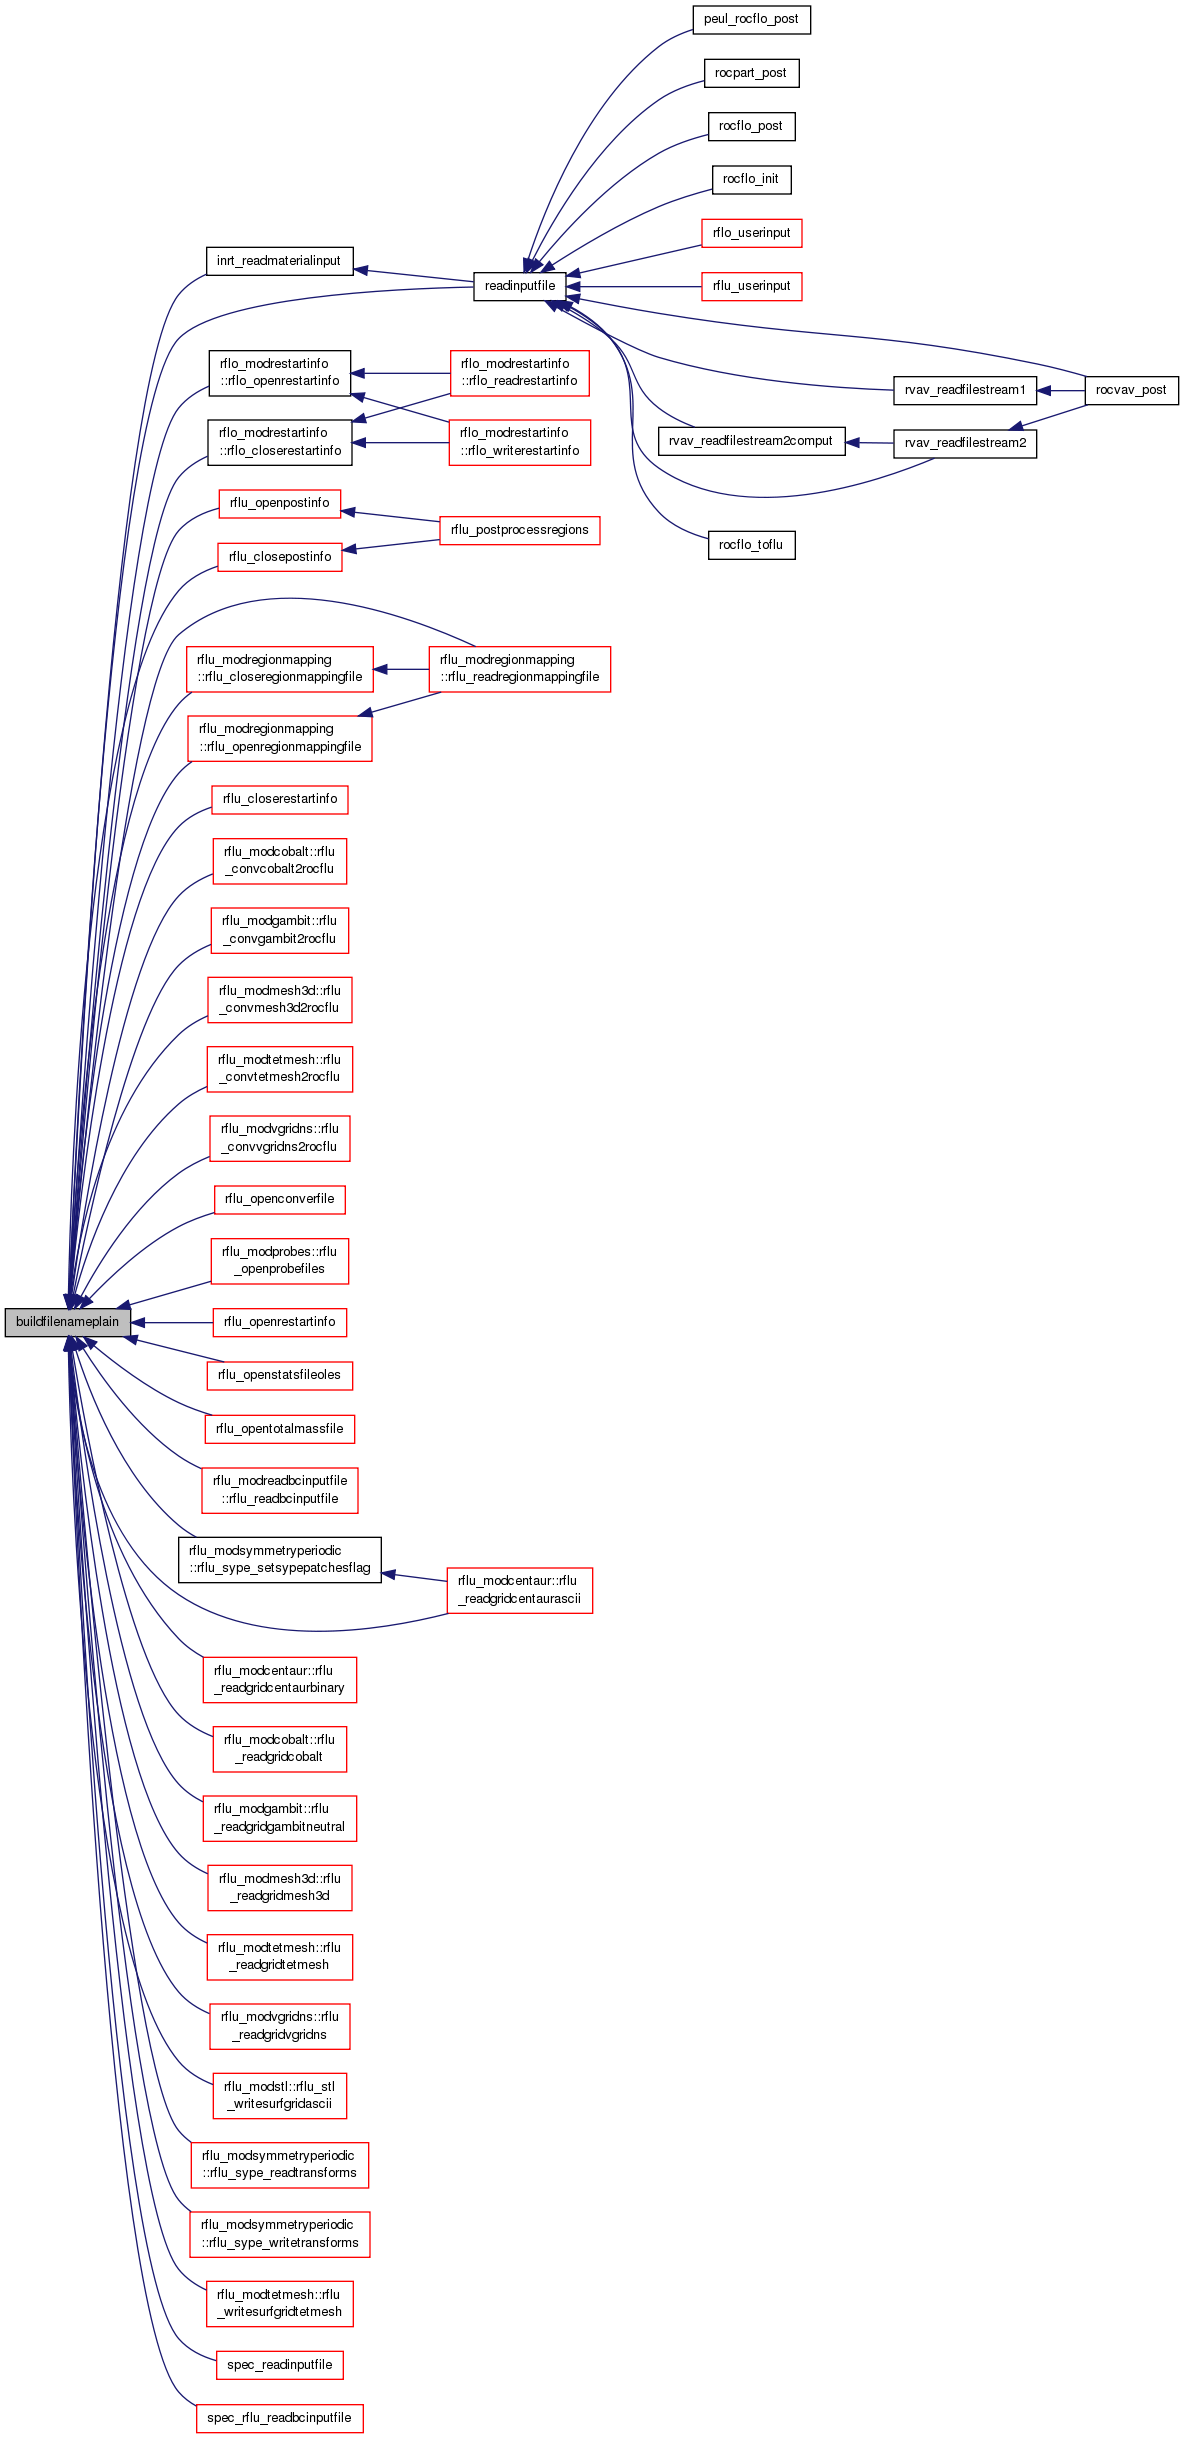 peul_rocflo_post
rocpart_post
rocflo_post
rocflo_init
rflo_userinput
inrt_readmaterialinput
readinputfile
rflu_userinput
rflo_modrestartinfo
::rflo_openrestartinfo
rflo_modrestartinfo
::rflo_readrestartinfo
rvav_readfilestream1
rocvav_post
rflo_modrestartinfo
::rflo_closerestartinfo
rflo_modrestartinfo
::rflo_writerestartinfo
rvav_readfilestream2comput
rvav_readfilestream2
rflu_openpostinfo
rflu_postprocessregions
rocflo_toflu
rflu_closepostinfo
rflu_modregionmapping
::rflu_closeregionmappingfile
rflu_modregionmapping
::rflu_readregionmappingfile
rflu_modregionmapping
::rflu_openregionmappingfile
rflu_closerestartinfo
rflu_modcobalt::rflu
_convcobalt2rocflu
rflu_modgambit::rflu
_convgambit2rocflu
rflu_modmesh3d::rflu
_convmesh3d2rocflu
rflu_modtetmesh::rflu
_convtetmesh2rocflu
rflu_modvgridns::rflu
_convvgridns2rocflu
rflu_openconverfile
rflu_modprobes::rflu
_openprobefiles
buildfilenameplain
rflu_openrestartinfo
rflu_openstatsfileoles
rflu_opentotalmassfile
rflu_modreadbcinputfile
::rflu_readbcinputfile
rflu_modsymmetryperiodic
::rflu_sype_setsypepatchesflag
rflu_modcentaur::rflu
_readgridcentaurascii
rflu_modcentaur::rflu
_readgridcentaurbinary
rflu_modcobalt::rflu
_readgridcobalt
rflu_modgambit::rflu
_readgridgambitneutral
rflu_modmesh3d::rflu
_readgridmesh3d
rflu_modtetmesh::rflu
_readgridtetmesh
rflu_modvgridns::rflu
_readgridvgridns
rflu_modstl::rflu_stl
_writesurfgridascii
rflu_modsymmetryperiodic
::rflu_sype_readtransforms
rflu_modsymmetryperiodic
::rflu_sype_writetransforms
rflu_modtetmesh::rflu
_writesurfgridtetmesh
spec_readinputfile
spec_rflu_readbcinputfile